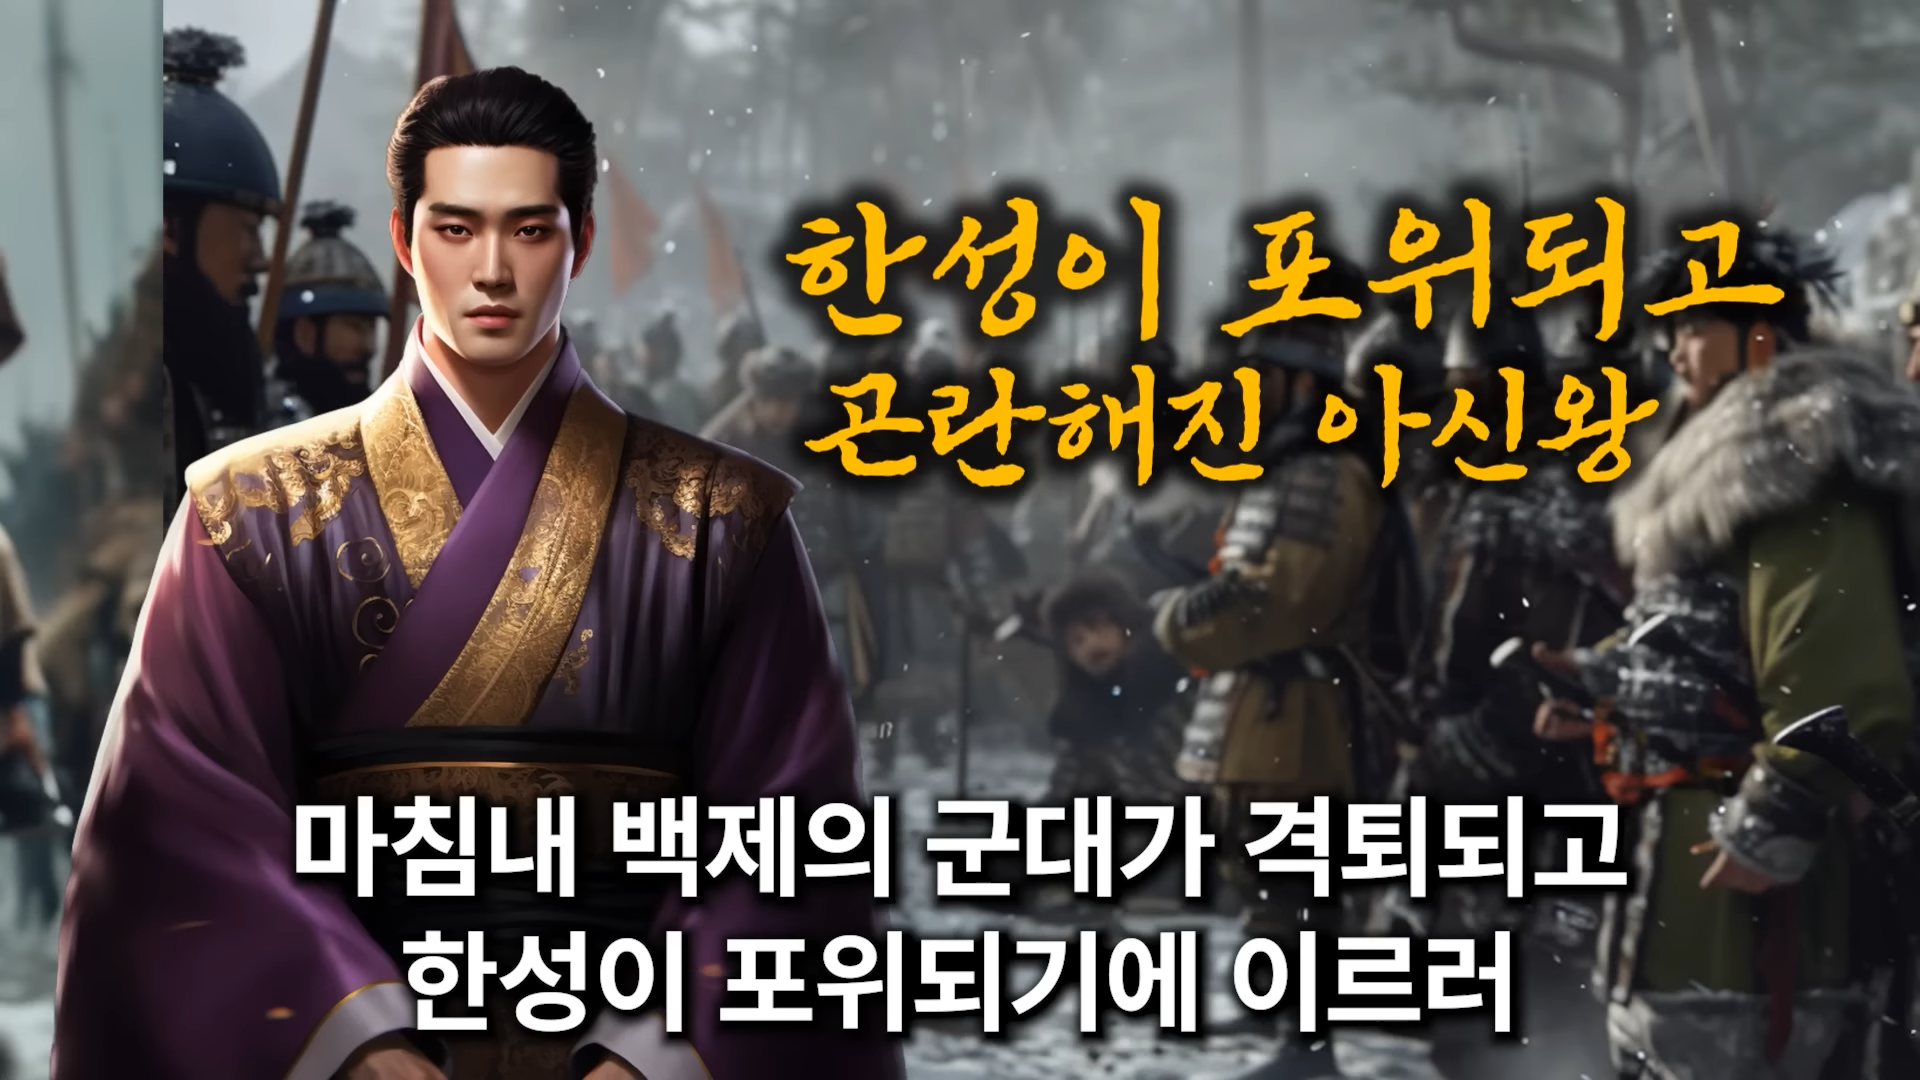 한성이 포위되고
곤란해진 아신왕
마침내 백제의 군대가 격퇴되고
한성이 포위되기에 이르러